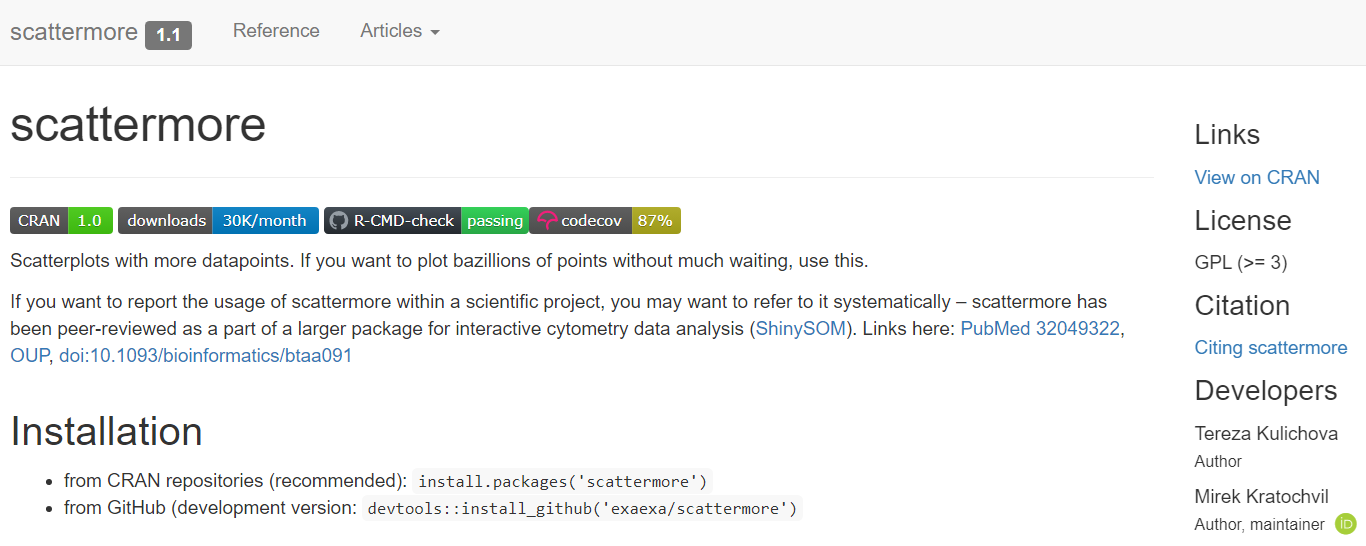 scattermore 1.1 Reference Articles
scattermore
CRAN 1.0 downloads 30K/month R-CMD-check passing codecov 87%
Scatterplots with more datapoints. If you want to plot bazillions of points without much waiting, use this.
If you want to report the usage of scattermore within a scientific project, you may want to refer to it systematically – scattermore has
been peer-reviewed as a part of a larger package for interactive cytometry data analysis (ShinySOM). Links here: PubMed 32049322,
OUP, doi:10.1093/bioinformatics/btaa091
Installation
from CRAN repositories (recommended): install.packages('scattermore')
from GitHub (development version: devtools::install_github('exaexa/scattermore')
Links
View on CRAN
License
GPL (>= 3)
Citation
Citing scattermore
Developers
Tereza Kulichova
Author
Mirek Kratochvil
Author, maintainer iD